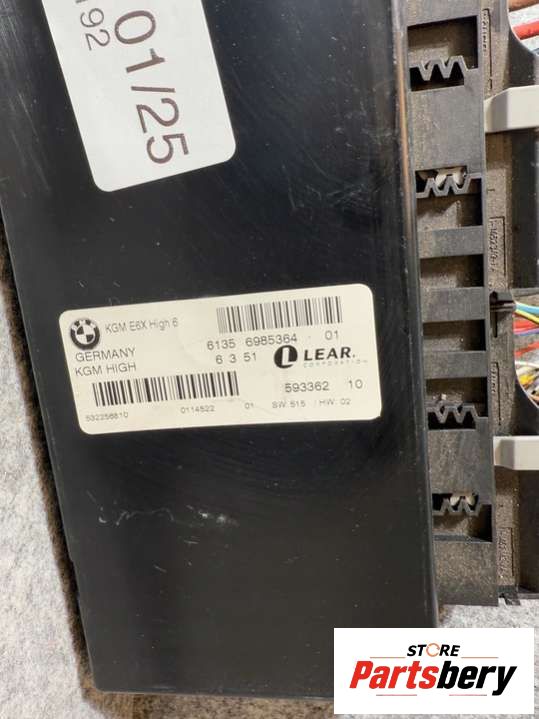 01/25
192
KGM E6X High 6
GERMANY
KGM HIGH
6135 6985364 01
6 3 51
LEAR.
CORPORATION
593362 10
532256810 0114522 01 SW: 515 / HW: 02
STORE
Partsbery